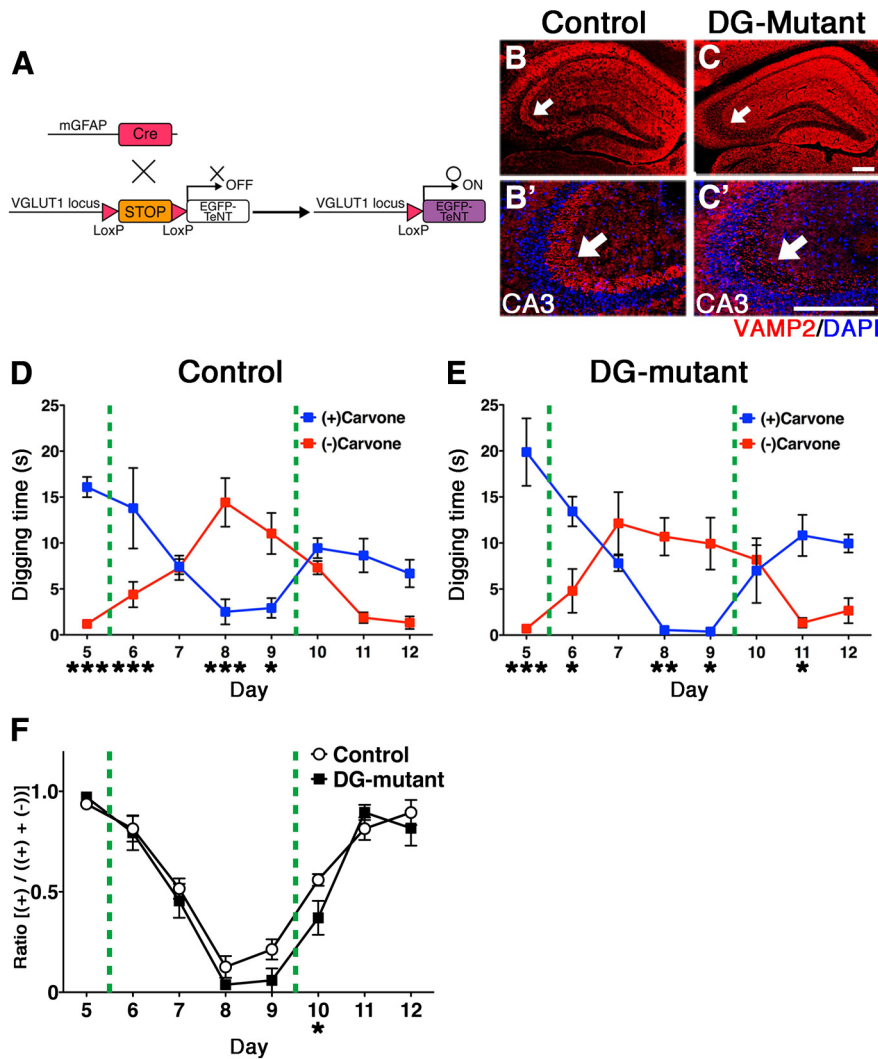 Control DG-Mutant
A
mGFAP Cre
OFF
VGLUT1 locus STOP EGFP-TeNT
LoxP LoxP
ON
VGLUT1 locus EGFP-TeNT
LoxP
B C
B' C'
CA3 CA3
VAMP2/DAPI
D Control
Digging time (s)
25
20
15
10
5
0
(+)Carvone
(-)Carvone
5 6 7 8 9 10 11 12
*** *** *** *
Day
E DG-mutant
Digging time (s)
25
20
15
10
5
0
(+)Carvone
(-)Carvone
5 6 7 8 9 10 11 12
*** * ** * *
Day
F
Ratio [(+) / ((+) + (-))]
1.0
0.5
0
Control
DG-mutant
5 6 7 8 9 10 11 12
*
Day